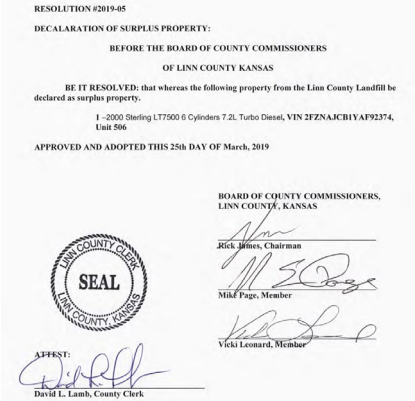 RESOLUTION #2019-05
DECALARATION OF SURPLUS PROPERTY:
BEFORE THE BOARD OF COUNTY COMMISSIONERS
OF LINN COUNTY KANSAS
BE IT RESOLVED: that whereas the following property from the Linn County Landfill be
declared as surplus property.
1 –2000 Sterling LT7500 6 Cylinders 7.2L Turbo Diesel, VIN 2FZNAJCB1YAF92374,
Unit 506
APPROVED AND ADOPTED THIS 25th DAY OF March, 2019
BOARD OF COUNTY COMMISSIONERS,
LINN COUNTY, KANSAS
Rick James, Chairman
Mike Page, Member
Vicki Leonard, Member
LINN COUNTY CLERK
SEAL
LINN COUNTY, KANSAS
ATTEST:
David L. Lamb, County Clerk